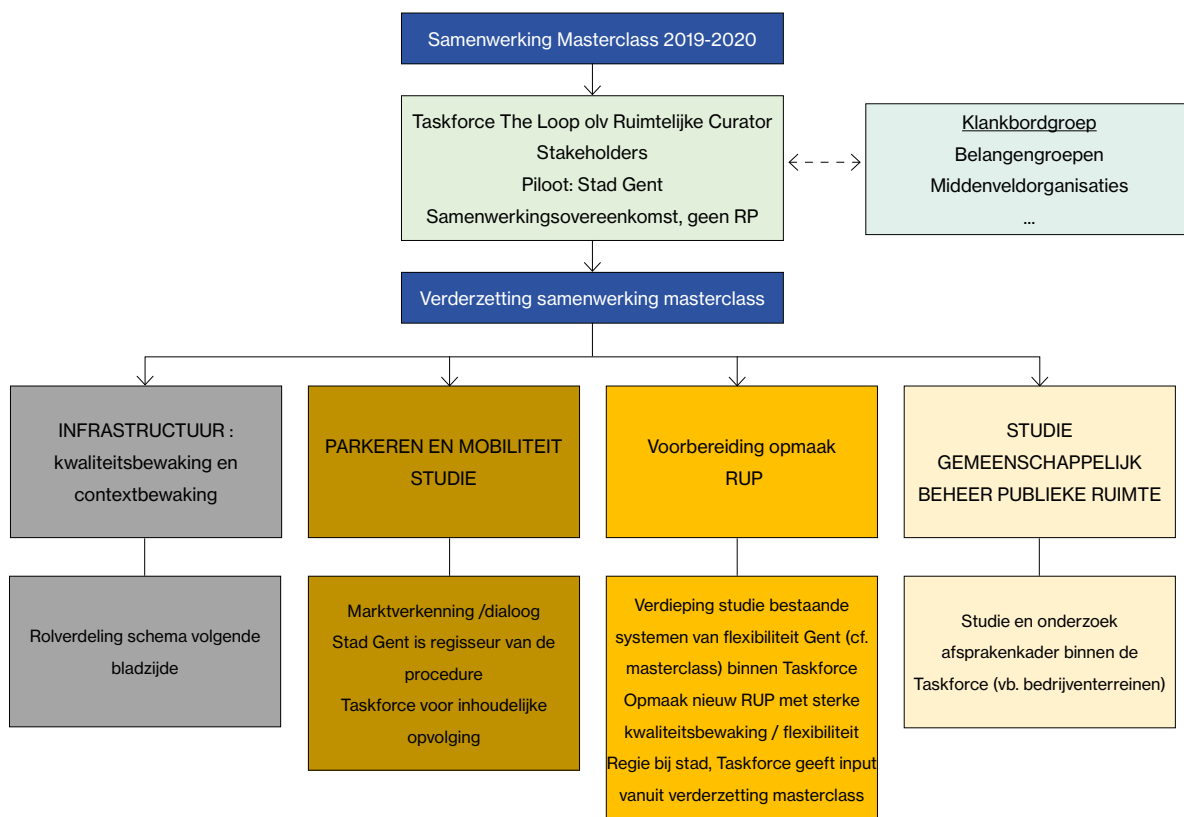 Samenwerking Masterclass 2019-2020
Taskforce The Loop olv Ruimtelijke Curator
Stakeholders
Piloot: Stad Gent
Samenwerkingsovereenkomst, geen RP
Klankbordgroep
Belangengroepen
Middenveldorganisaties
...
Verderzetting samenwerking masterclass
INFRASTRUCTUUR :
kwaliteitsbewaking en
contextbewaking
PARKEREN EN MOBILITEIT
STUDIE
Voorbereiding opmaak
RUP
STUDIE
GEMEENSCHAPPELIJK
BEHEER PUBLIEKE RUIMTE
Rolverdeling schema volgende
bladzijde
Marktverkenning /dialoog
Stad Gent is regisseur van de
procedure
Taskforce voor inhoudelijke
opvolging
Verdieping studie bestaande
systemen van flexibiliteit Gent (cf.
masterclass) binnen Taskforce
Opmaak nieuw RUP met sterke
kwaliteitsbewaking / flexibiliteit
Regie bij stad, Taskforce geeft input
vanuit verderzetting masterclass
Studie en onderzoek
afsprakenkader binnen de
Taskforce (vb. bedrijventerreinen)